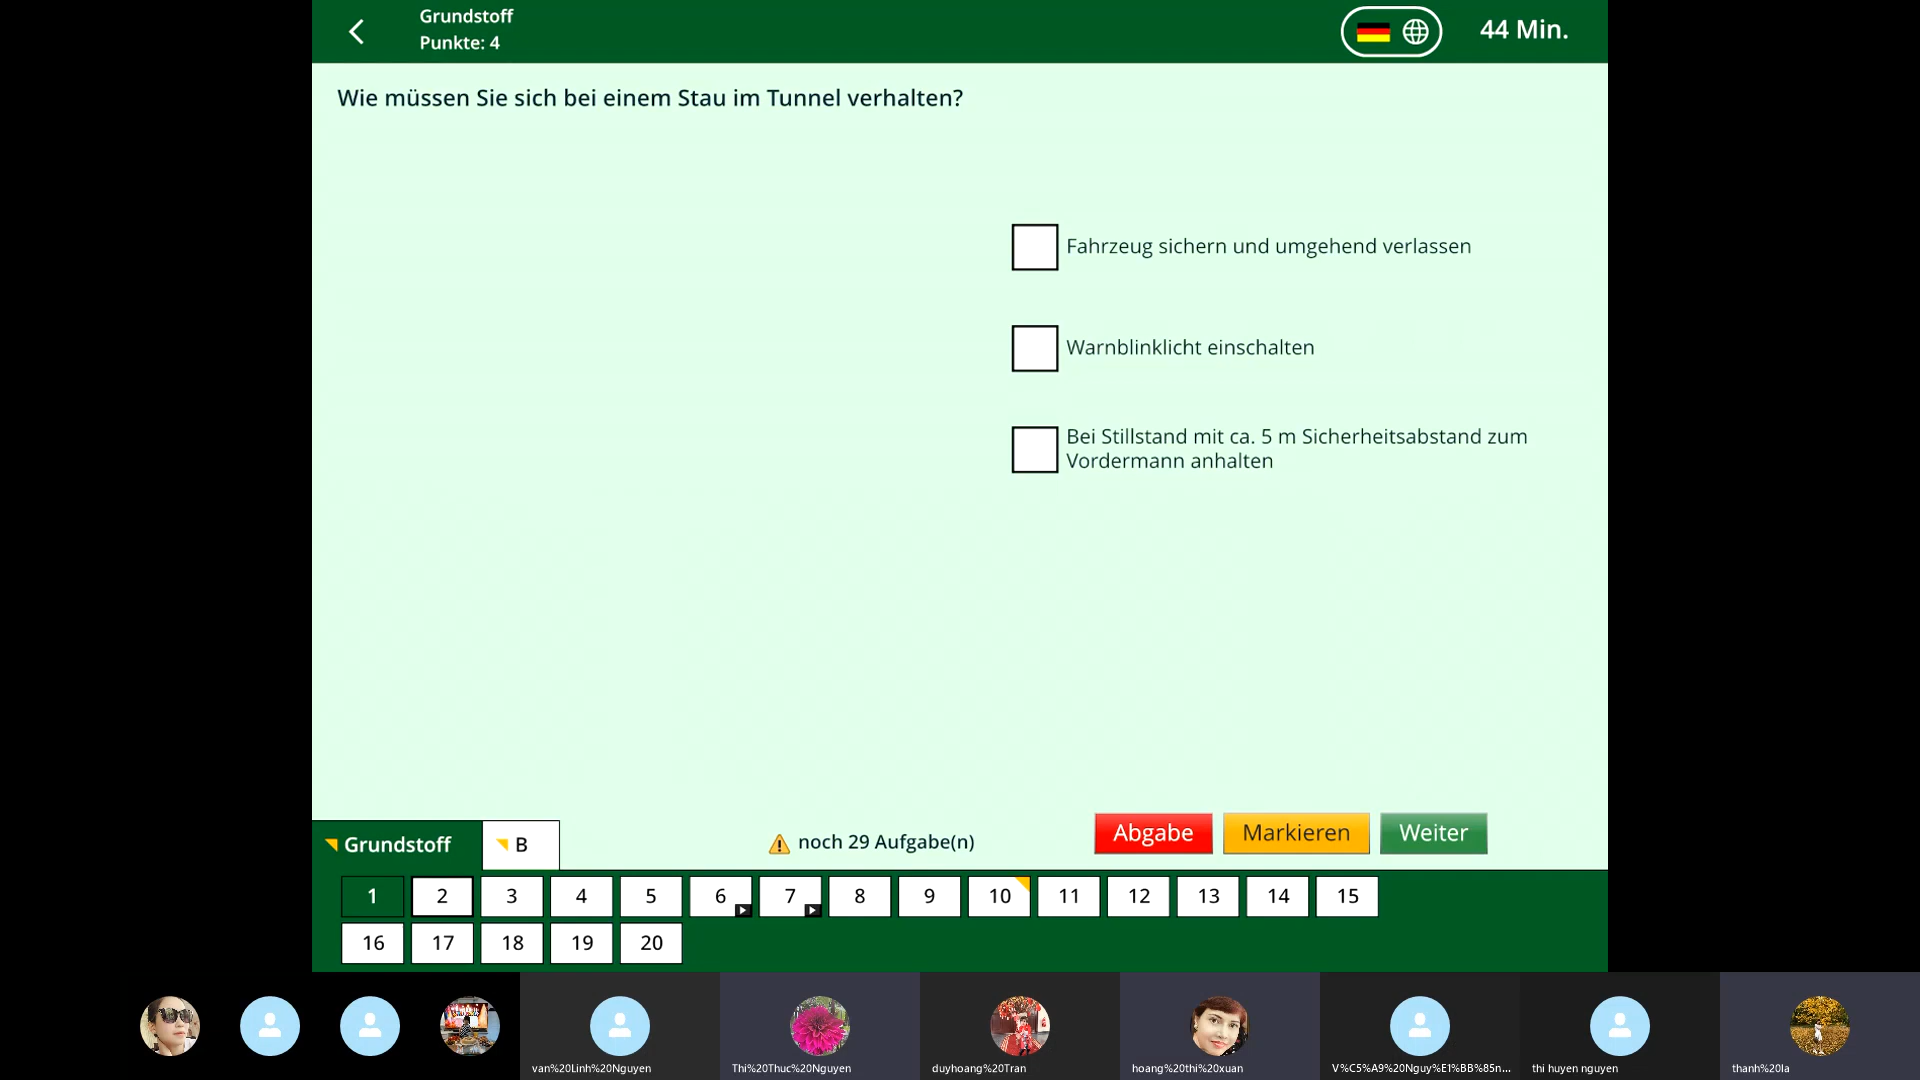 Grundstoff
Punkte: 4
44 Min.
Wie müssen Sie sich bei einem Stau im Tunnel verhalten?
Fahrzeug sichern und umgehend verlassen
Warnblinklicht einschalten
Bei Stillstand mit ca. 5 m Sicherheitsabstand zum
Vordermann anhalten
Grundstoff
B
noch 29 Aufgabe(n)
Abgabe
Markieren
Weiter
1 2 3 4 5 6 7 8 9 10 11 12 13 14 15
16 17 18 19 20
van%20Linh%20Nguyen
Thi%20Thuc%20Nguyen
duyhoang%20Tran
hoang%20thi%20xuan
V%C5%A9%20Nguy%E1%BB%85n...
thi huyen nguyen
thanh%20la